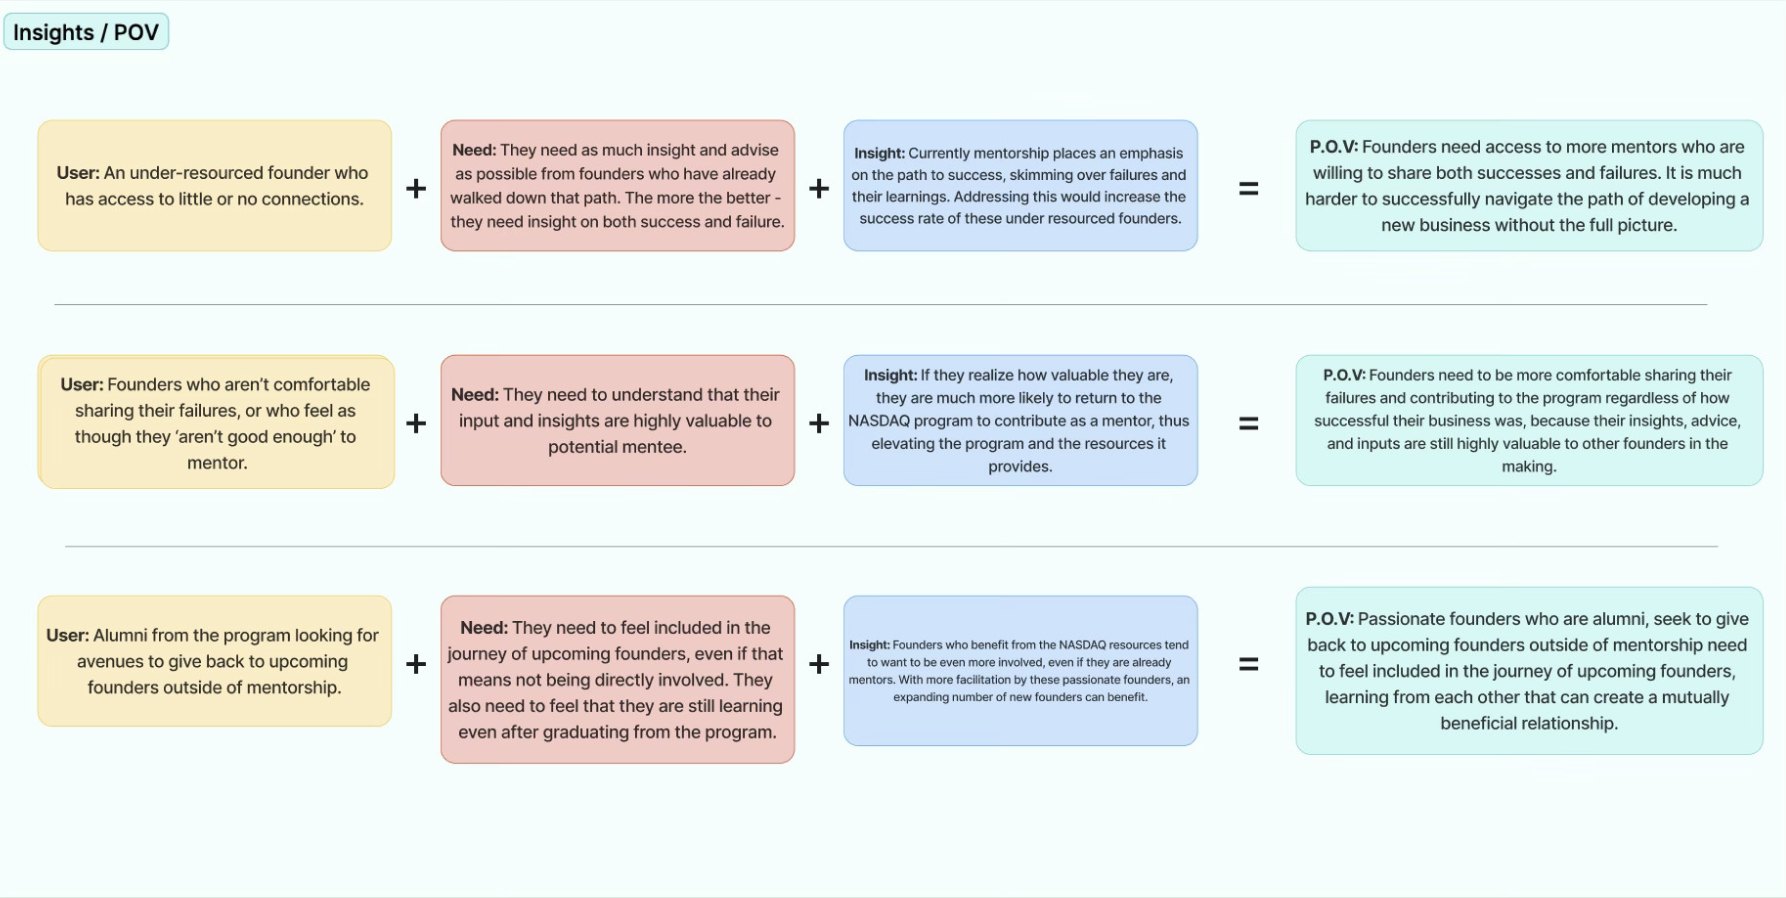 Insights / POV
User: An under-resourced founder who
has access to little or no connections.
+
Need: They need as much insight and advise
as possible from founders who have already
walked down that path. The more the better -
they need insight on both success and failure.
+
Insight: Currently mentorship places an emphasis
on the path to success, skimming over failures and
their learnings. Addressing this would increase the
success rate of these under resourced founders.
=
P.O.V: Founders need access to more mentors who are
willing to share both successes and failures. It is much
harder to successfully navigate the path of developing a
new business without the full picture.
User: Founders who aren’t comfortable
sharing their failures, or who feel as
though they ‘aren’t good enough’ to
mentor.
+
Need: They need to understand that their
input and insights are highly valuable to
potential mentee.
+
Insight: If they realize how valuable they are,
they are much more likely to return to the
NASDAQ program to contribute as a mentor, thus
elevating the program and the resources it
provides.
=
P.O.V: Founders need to be more comfortable sharing their
failures and contributing to the program regardless of how
successful their business was, because their insights, advice,
and inputs are still highly valuable to other founders in the
making.
User: Alumni from the program looking for
avenues to give back to upcoming
founders outside of mentorship.
+
Need: They need to feel included in the
journey of upcoming founders, even if that
means not being directly involved. They
also need to feel that they are still learning
even after graduating from the program.
+
Insight: Founders who benefit from the NASDAQ resources tend
to want to be even more involved, even if they are already
mentors. With more facilitation by these passionate founders, an
expanding number of new founders can benefit.
=
P.O.V: Passionate founders who are alumni, seek to give
back to upcoming founders outside of mentorship need
to feel included in the journey of upcoming founders,
learning from each other that can create a mutually
beneficial relationship.